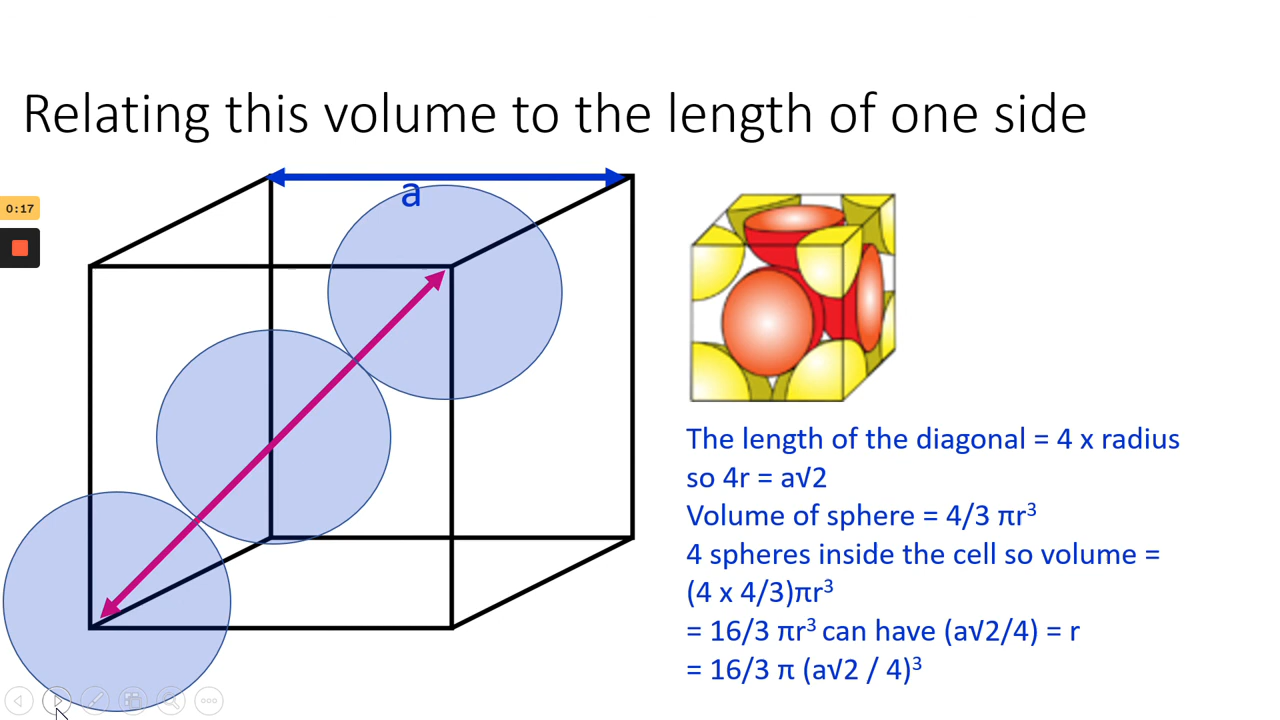 Relating this volume to the length of one side
a
0:17
The length of the diagonal = 4 x radius
so 4r = a√2
Volume of sphere = 4/3 πr³
4 spheres inside the cell so volume =
(4 x 4/3)πr³
= 16/3 πr³ can have (a√2/4) = r
= 16/3 π (a√2 / 4)³